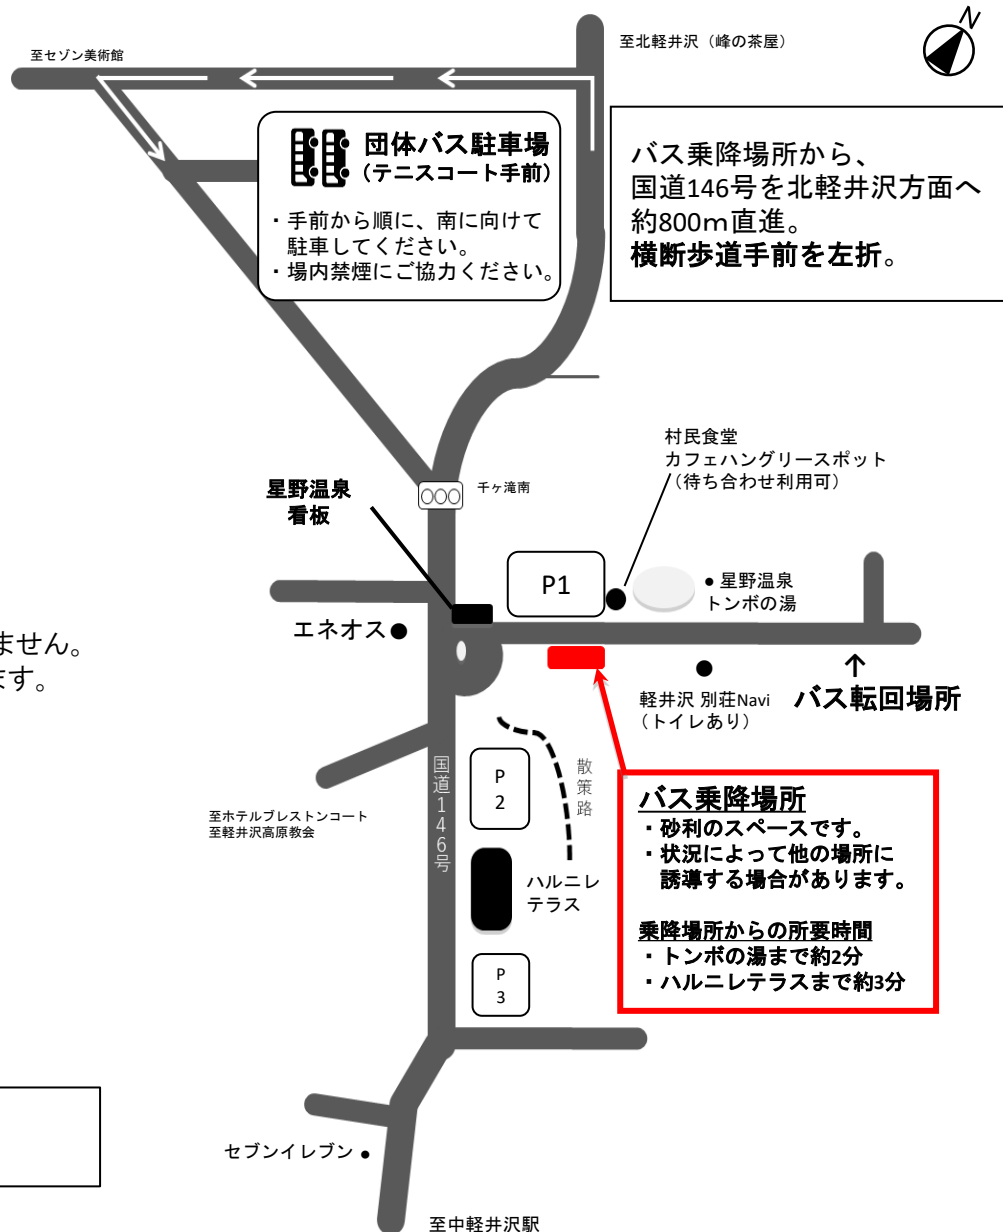 N
至セゾン美術館
至北軽井沢（峰の茶屋）
団体バス駐車場
（テニスコート手前）
・手前から順に、南に向けて
駐車してください。
・場内禁煙にご協力ください。
バス乗降場所から、
国道146号を北軽井沢方面へ
約800m直進。
横断歩道手前を左折。
村民食堂
カフェハングリースポット
（待ち合わせ利用可）
千ヶ滝南
星野温泉
看板
P1
● 星野温泉
トンボの湯
エネオス●
ません。
ます。
軽井沢 別荘Navi
（トイレあり）
↑
バス転回場所
国道146号
P
2
散策路
至ホテルブレストンコート
至軽井沢高原教会
バス乗降場所
・砂利のスペースです。
・状況によって他の場所に
誘導する場合があります。
乗降場所からの所要時間
・トンボの湯まで約2分
・ハルニレテラスまで約3分
ハルニレ
テラス
P
3
セブンイレブン ●
至中軽井沢駅